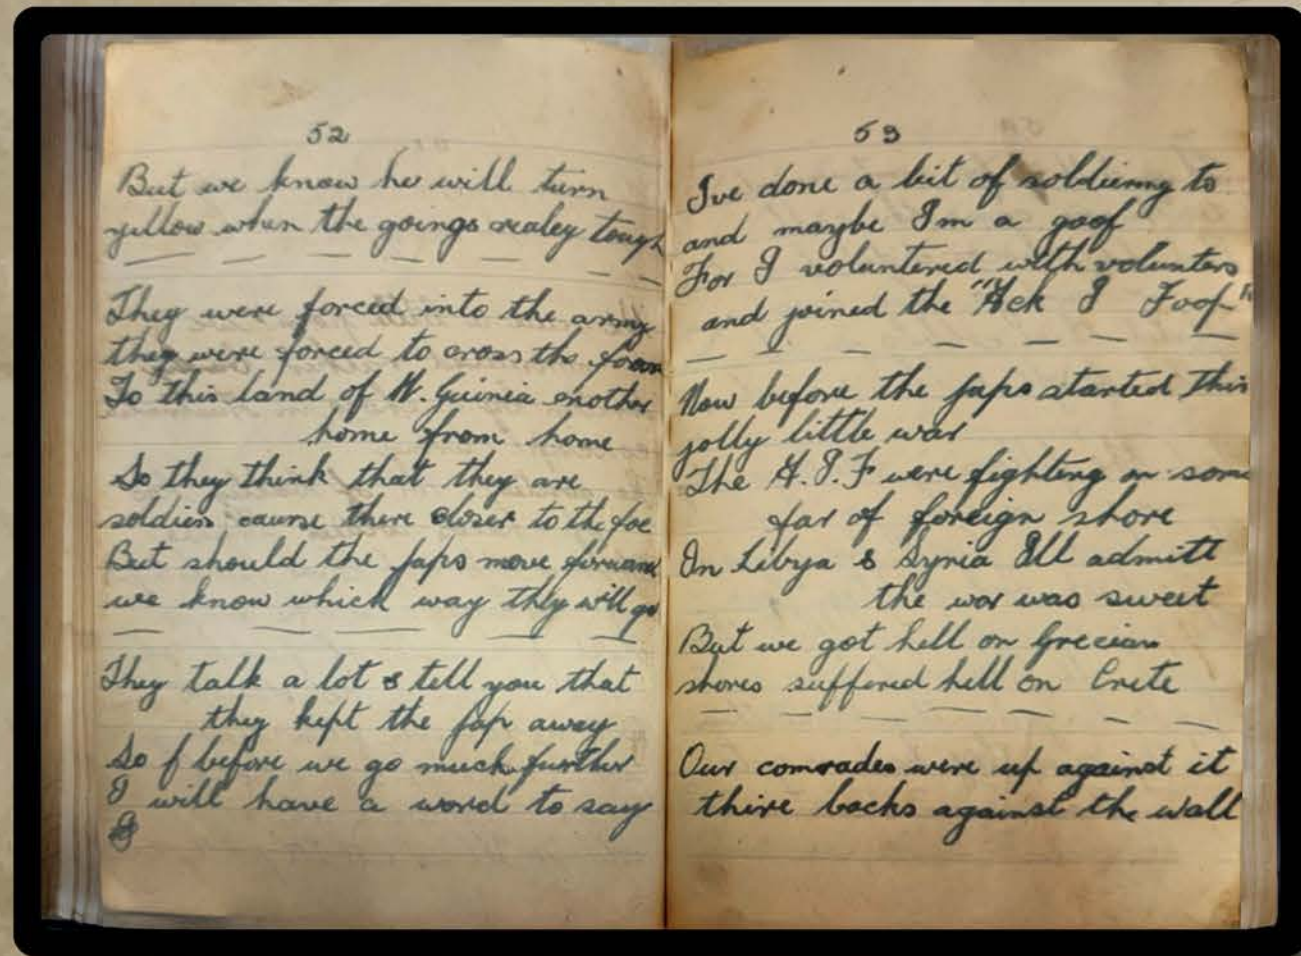 52
But we know he will turn
yellow when the goings realey tough
They were forced into the army
they were forced to cross the foam
To this land of N. Guinia enother
home from home
So they think that they are
soldiers caurse there closer to the foe
But should the Japs move forward
we know which way they will go
They talk a lot & tell you that
they kept the Jap away
So f before we go much further
I will have a word to say
53
Ive done a bit of soldiering to
and maybe Im a goof
For I voluntered with volunters
and joined the "Ack I Foof"
Now before the Japs started this
jolly little war
The A.I.F were fighting on some
far of foreign shore
In Libya & Syria Ill admitt
the war was sweet
But we got hell on Grecian
shores suffered hell on Crete
Our comrades were up against it
thire backs against the wall